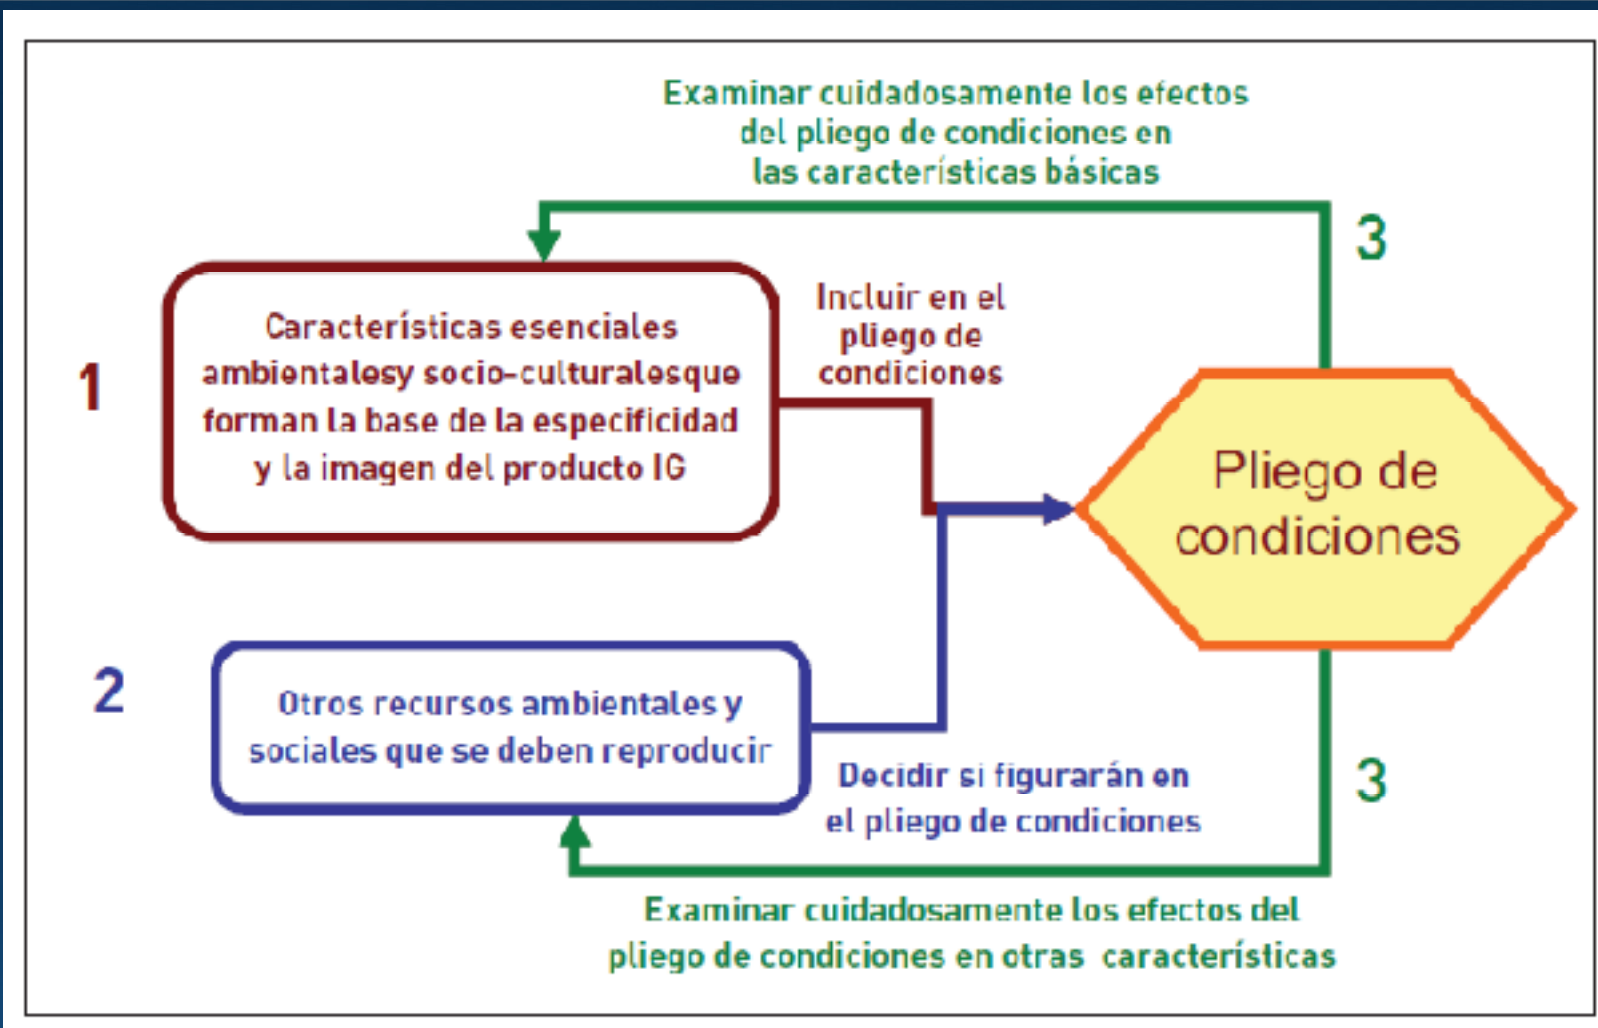 Examinar cuidadosamente los efectos
del pliego de condiciones en
las características básicas
3
Incluir en el
pliego de
condiciones
1
Características esenciales
ambientalesy socio-culturalesque
forman la base de la especificidad
y la imagen del producto IG
Pliego de
condiciones
2
Otros recursos ambientales y
sociales que se deben reproducir
Decidir si figurarán en
el pliego de condiciones
3
Examinar cuidadosamente los efectos del
pliego de condiciones en otras características